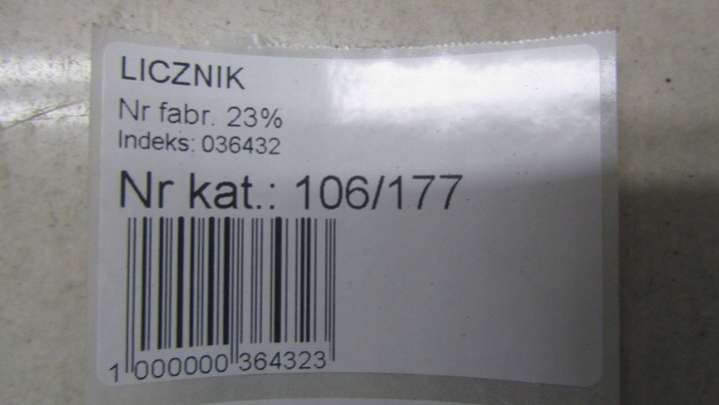 LICZNIK
Nr fabr. 23%
Indeks: 036432
Nr kat.: 106/177
1 000000 364323